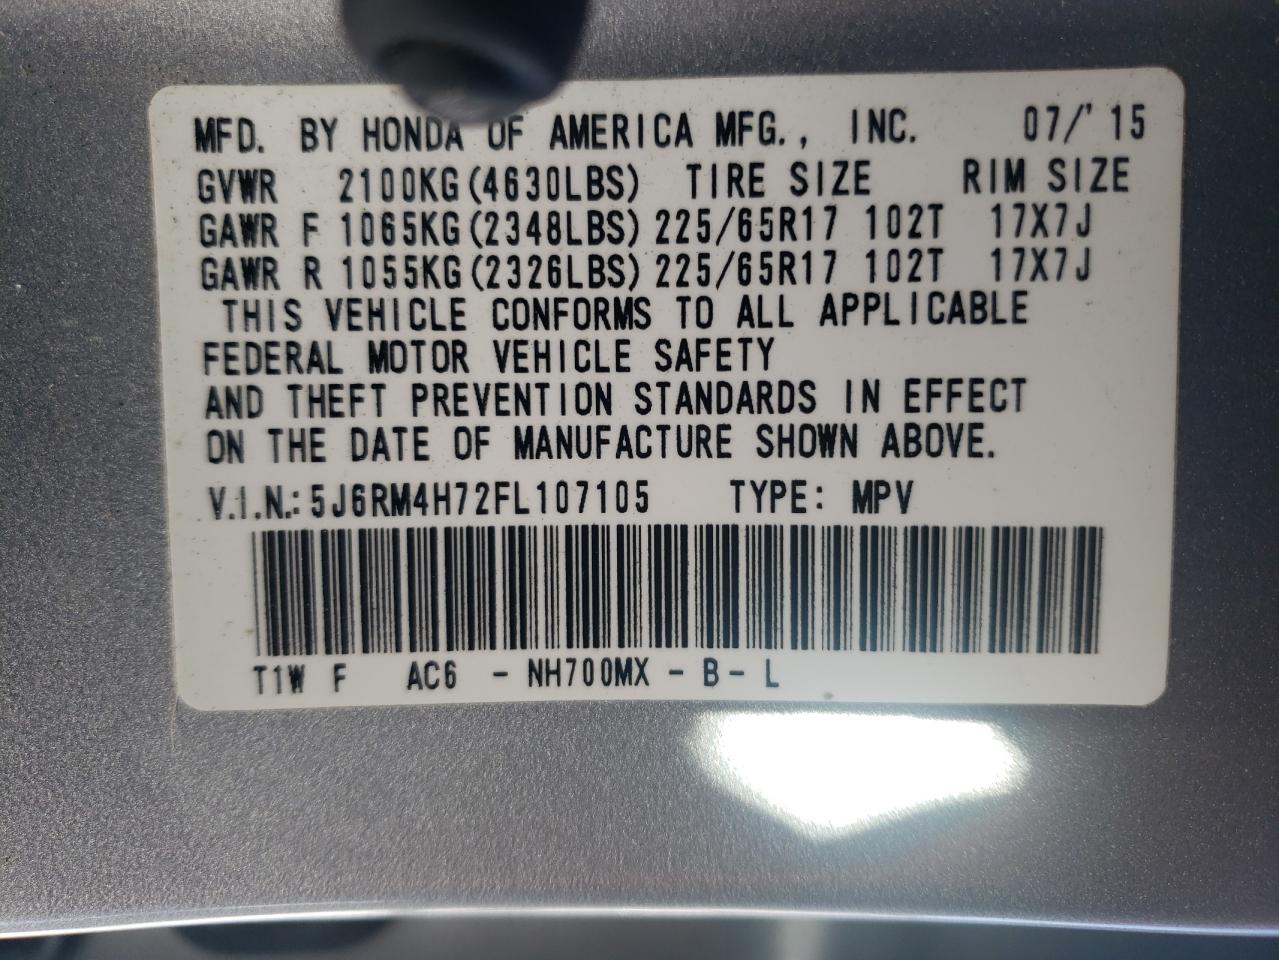 MFD. BY HONDA OF AMERICA MFG., INC. 07/'15
GVWR 2100KG(4630LBS) TIRE SIZE RIM SIZE
GAWR F 1065KG(2348LBS) 225/65R17 102T 17X7J
GAWR R 1055KG(2326LBS) 225/65R17 102T 17X7J
THIS VEHICLE CONFORMS TO ALL APPLICABLE
FEDERAL MOTOR VEHICLE SAFETY
AND THEFT PREVENTION STANDARDS IN EFFECT
ON THE DATE OF MANUFACTURE SHOWN ABOVE.
V.I.N.: 5J6RM4H72FL107105 TYPE: MPV
T1W F AC6 - NH700MX - B - L